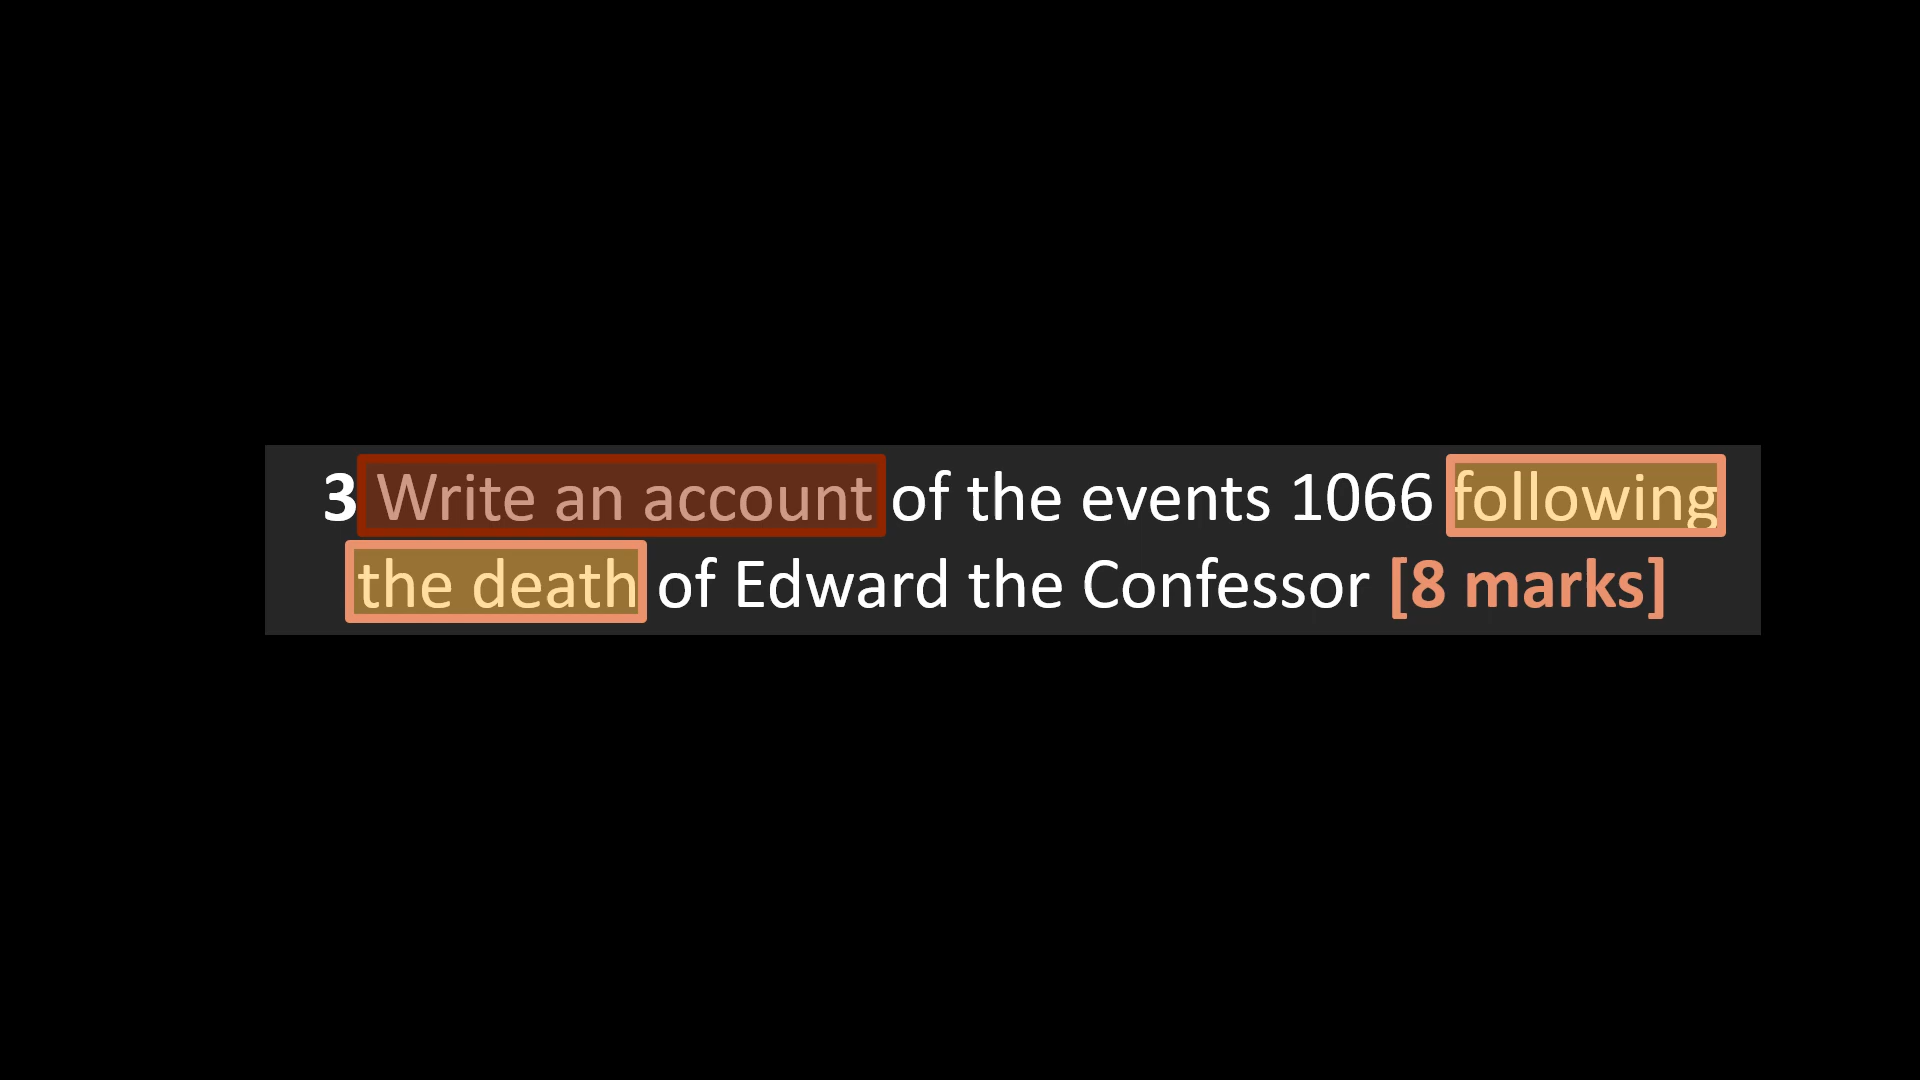 3 Write an account of the events 1066 following
the death of Edward the Confessor [8 marks]